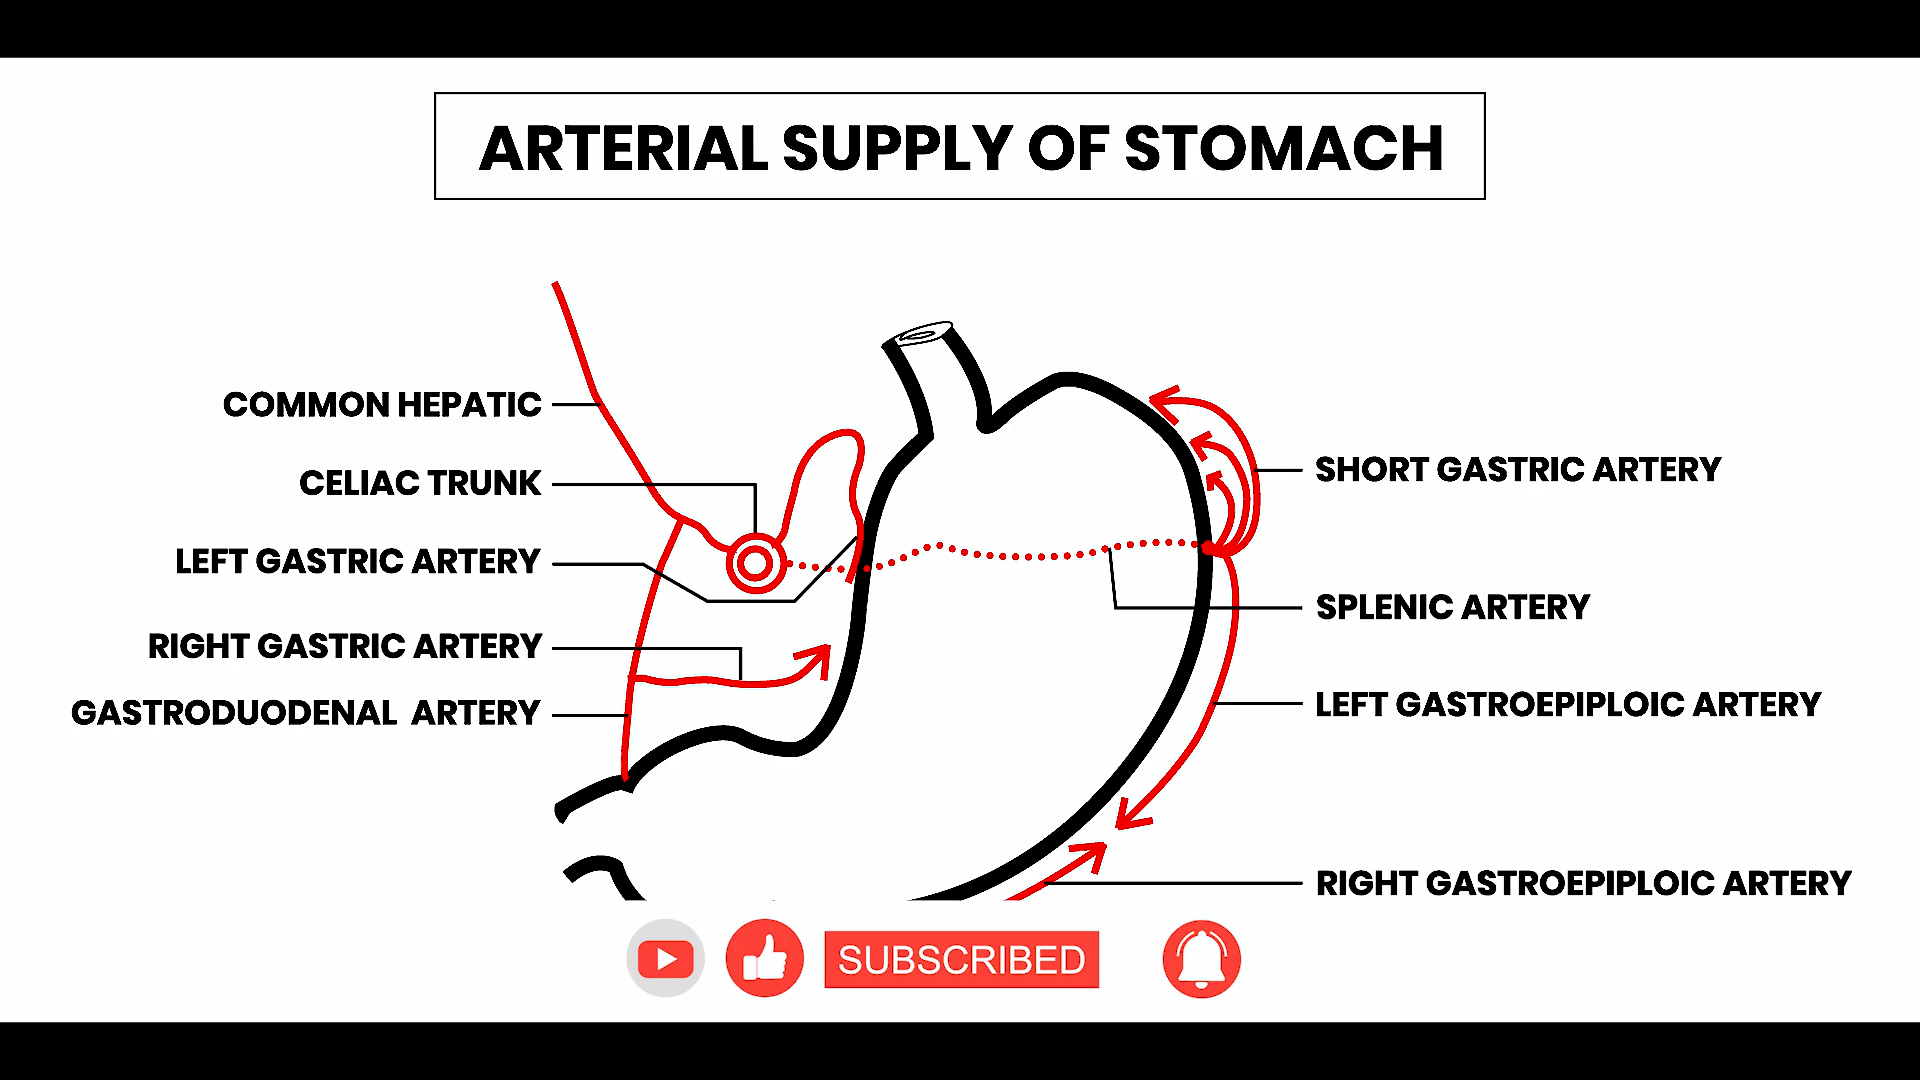 ARTERIAL SUPPLY OF STOMACH
COMMON HEPATIC
CELIAC TRUNK
LEFT GASTRIC ARTERY
RIGHT GASTRIC ARTERY
GASTRODUODENAL ARTERY
SHORT GASTRIC ARTERY
SPLENIC ARTERY
LEFT GASTROEPIPLOIC ARTERY
RIGHT GASTROEPIPLOIC ARTERY
SUBSCRIBED